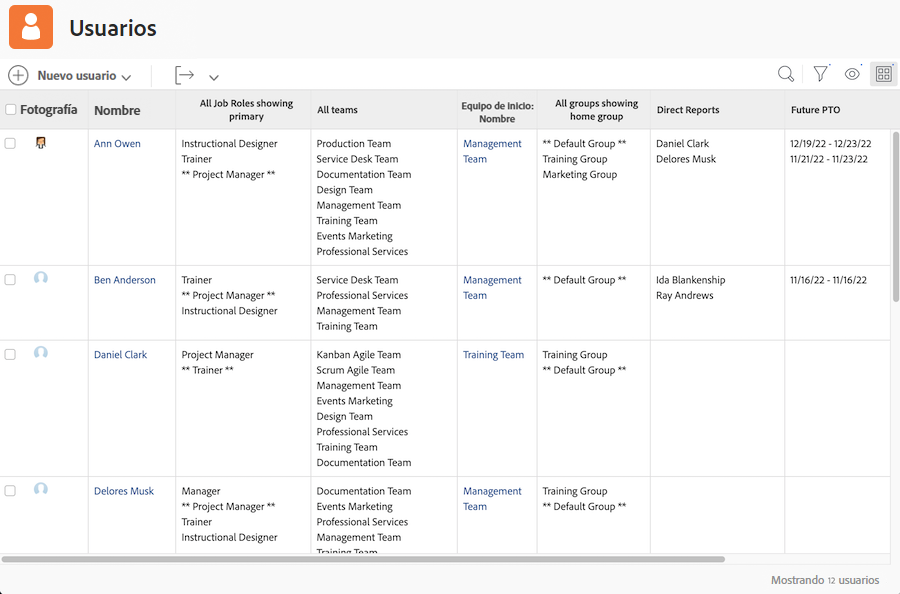 Usuarios
Nuevo usuario
Fotografía
Nombre
All Job Roles showing
primary
All teams
Equipo de inicio:
Nombre
All groups showing
home group
Direct Reports
Future PTO
Ann Owen
Instructional Designer
Trainer
** Project Manager **
Production Team
Service Desk Team
Documentation Team
Design Team
Management Team
Training Team
Events Marketing
Professional Services
Management
Team
** Default Group **
Training Group
Marketing Group
Daniel Clark
Delores Musk
12/19/22 - 12/23/22
11/21/22 - 11/23/22
Ben Anderson
Trainer
** Project Manager **
Instructional Designer
Service Desk Team
Professional Services
Management Team
Training Team
Management
Team
** Default Group **
Ida Blankenship
Ray Andrews
11/16/22 - 11/16/22
Daniel Clark
Project Manager
** Trainer **
Kanban Agile Team
Scrum Agile Team
Management Team
Events Marketing
Design Team
Professional Services
Training Team
Documentation Team
Training Team
Training Group
** Default Group **
Delores Musk
Manager
** Project Manager **
Trainer
Instructional Designer
Documentation Team
Events Marketing
Professional Services
Management Team
Training Team
Management
Team
Training Group
** Default Group **
Mostrando 12 usuarios